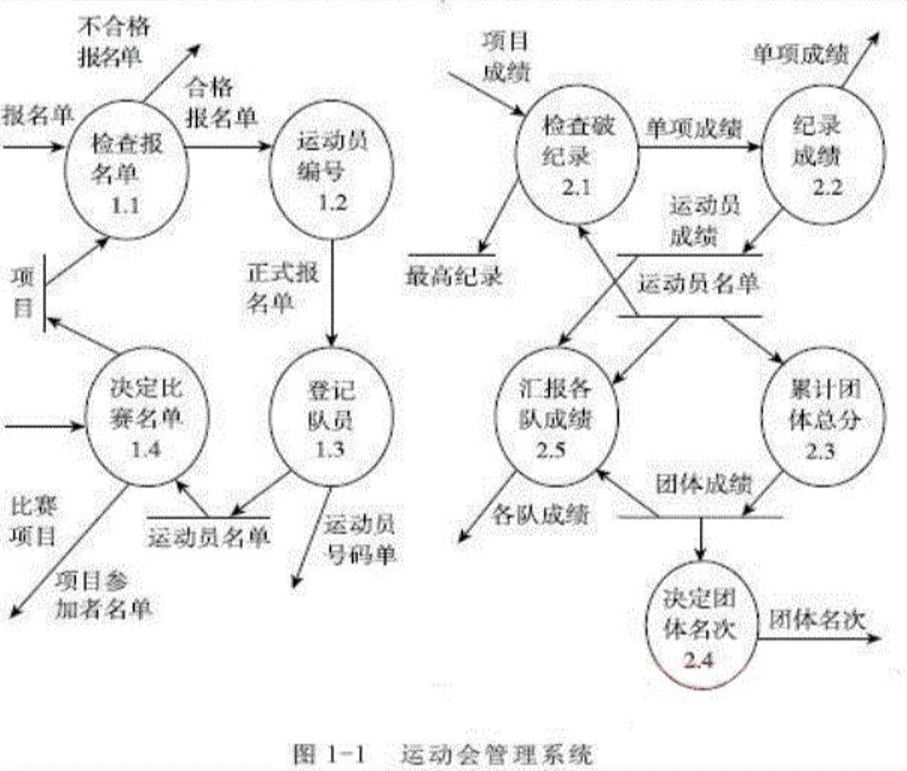 不合格
报名单
报名单
合格
报名单
检查报
名单
1.1
运动员
编号
1.2
项
目
正式报
名单
决定比
赛名单
1.4
登记
队员
1.3
比赛
项目
运动员名单
运动员
号码单
项目参
加者名单
项目
成绩
单项成绩
检查破
纪录
2.1
单项成绩
纪录
成绩
2.2
运动员
成绩
最高纪录
运动员名单
汇报各
队成绩
2.5
累计团
体总分
2.3
团体成绩
各队成绩
决定团
体名次
2.4
团体名次
图 1-1 运动会管理系统